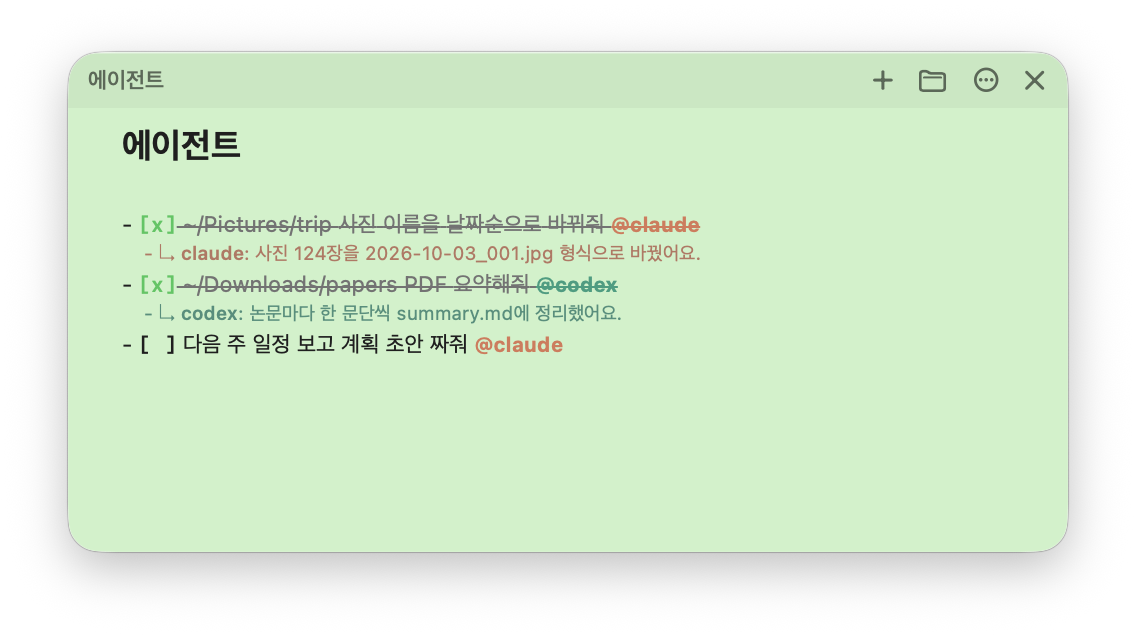 에이전트
에이전트
- [x] ~/Pictures/trip 사진 이름을 날짜순으로 바꿔줘 @claude
- ↳ claude: 사진 124장을 2026-10-03_001.jpg 형식으로 바꿨어요.
- [x] ~/Downloads/papers PDF 요약해줘 @codex
- ↳ codex: 논문마다 한 문단씩 summary.md에 정리했어요.
- [ ] 다음 주 일정 보고 계획 초안 짜줘 @claude